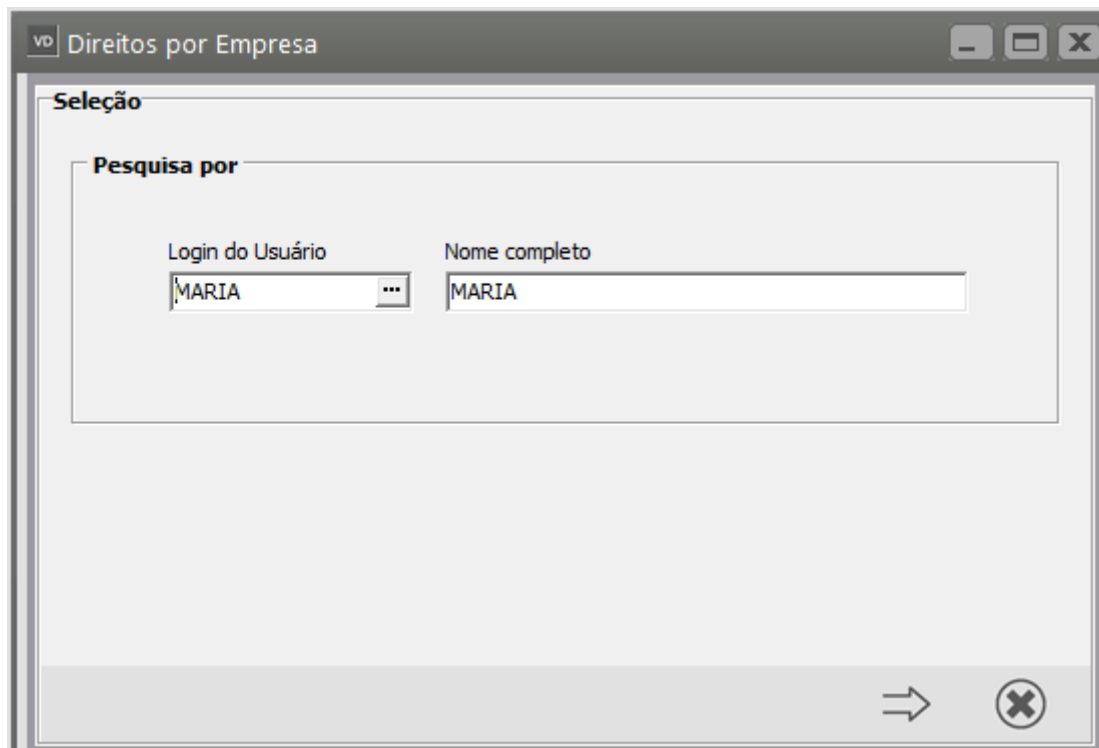 VD Direitos por Empresa
Seleção
Pesquisa por
Login do Usuário Nome completo
MARIA ... MARIA